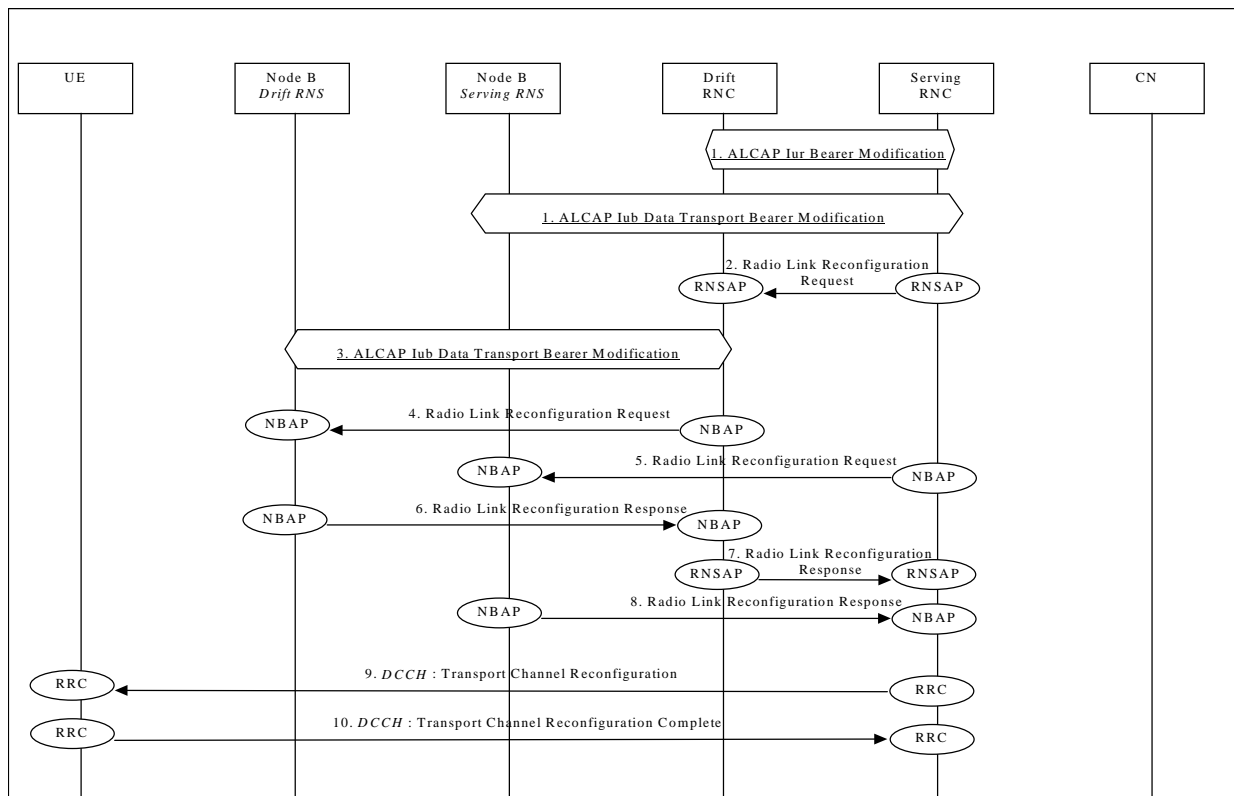 UE
Node B
Drift RNS
Node B
Serving RNS
Drift
RNC
Serving
RNC
CN
1. ALCAP Iur Bearer Modification
1. ALCAP Iub Data Transport Bearer Modification
2. Radio Link Reconfiguration
Request
RNSAP
RNSAP
3. ALCAP Iub Data Transport Bearer Modification
4. Radio Link Reconfiguration Request
NBAP
NBAP
5. Radio Link Reconfiguration Request
NBAP
NBAP
6. Radio Link Reconfiguration Response
NBAP
NBAP
7. Radio Link Reconfiguration
Response
RNSAP
RNSAP
8. Radio Link Reconfiguration Response
NBAP
NBAP
9. DCCH : Transport Channel Reconfiguration
RRC
RRC
10. DCCH : Transport Channel Reconfiguration Complete
RRC
RRC